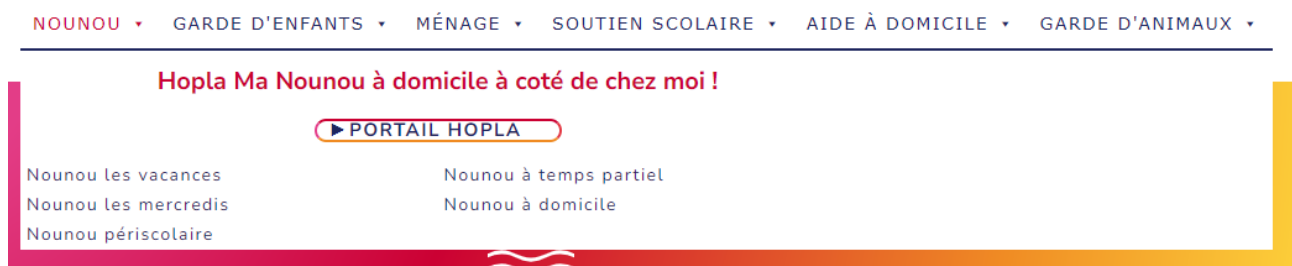 NOUNOU ▾ GARDE D'ENFANTS ▾ MÉNAGE ▾ SOUTIEN SCOLAIRE ▾ AIDE À DOMICILE ▾ GARDE D'ANIMAUX ▾
Hopla Ma Nounou à domicile à coté de chez moi !
►PORTAIL HOPLA
Nounou les vacances Nounou à temps partiel
Nounou les mercredis Nounou à domicile
Nounou périscolaire